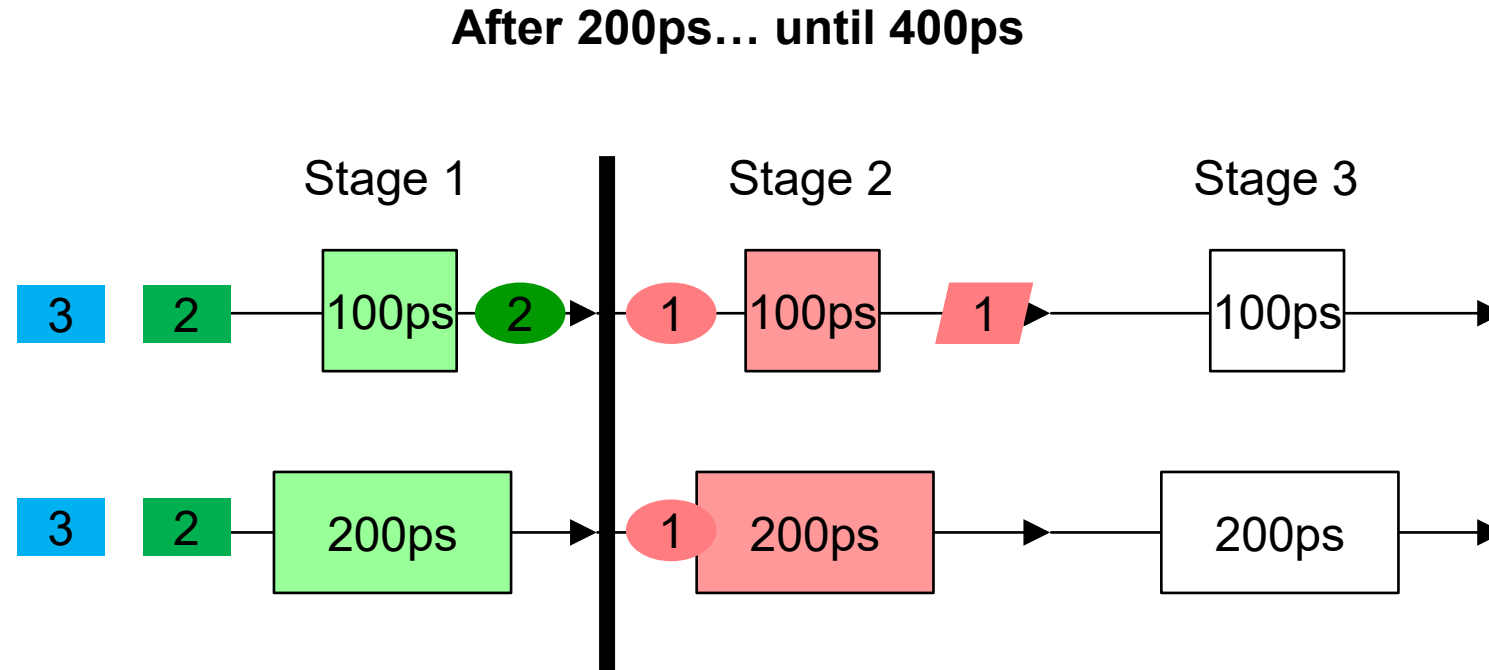 After 200ps… until 400ps
Stage 1 Stage 2 Stage 3
3 2 100ps 2 1 100ps 1 100ps
3 2 200ps 1 200ps 200ps